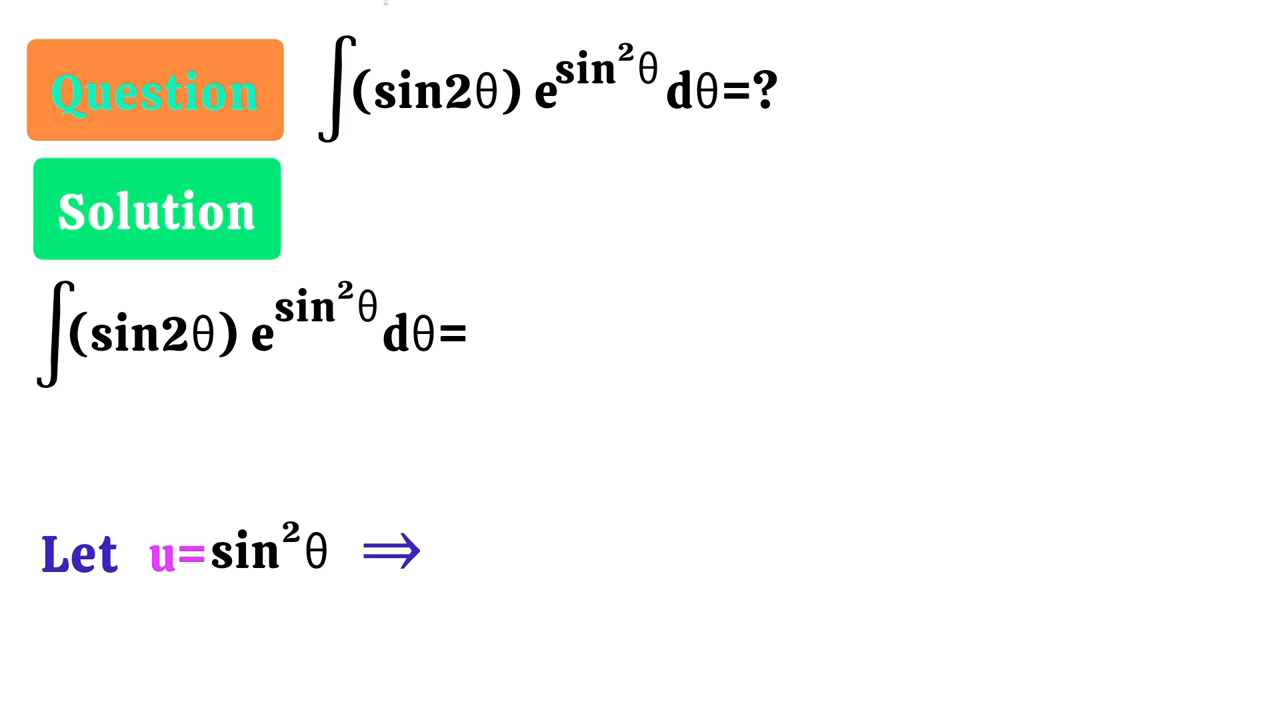 Question ∫(sin2θ) e^sin²θ dθ=?
Solution
∫(sin2θ) e^sin²θ dθ=
Let u=sin²θ ⇒